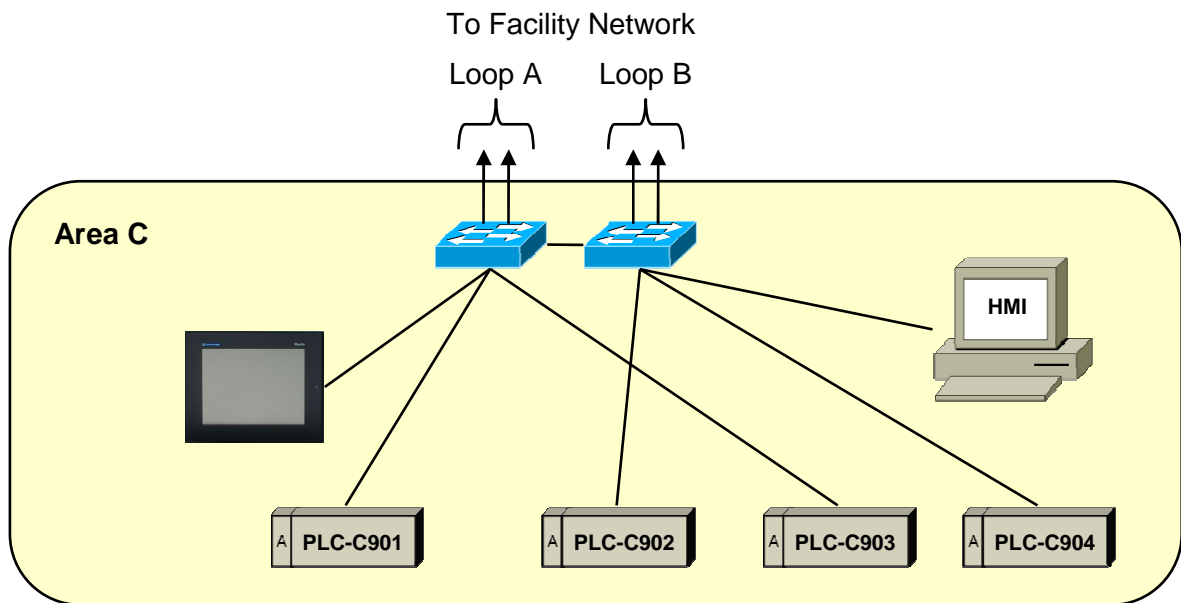 To Facility Network
Loop A
Loop B
Area C
HMI
A
PLC-C901
A
PLC-C902
A
PLC-C903
A
PLC-C904